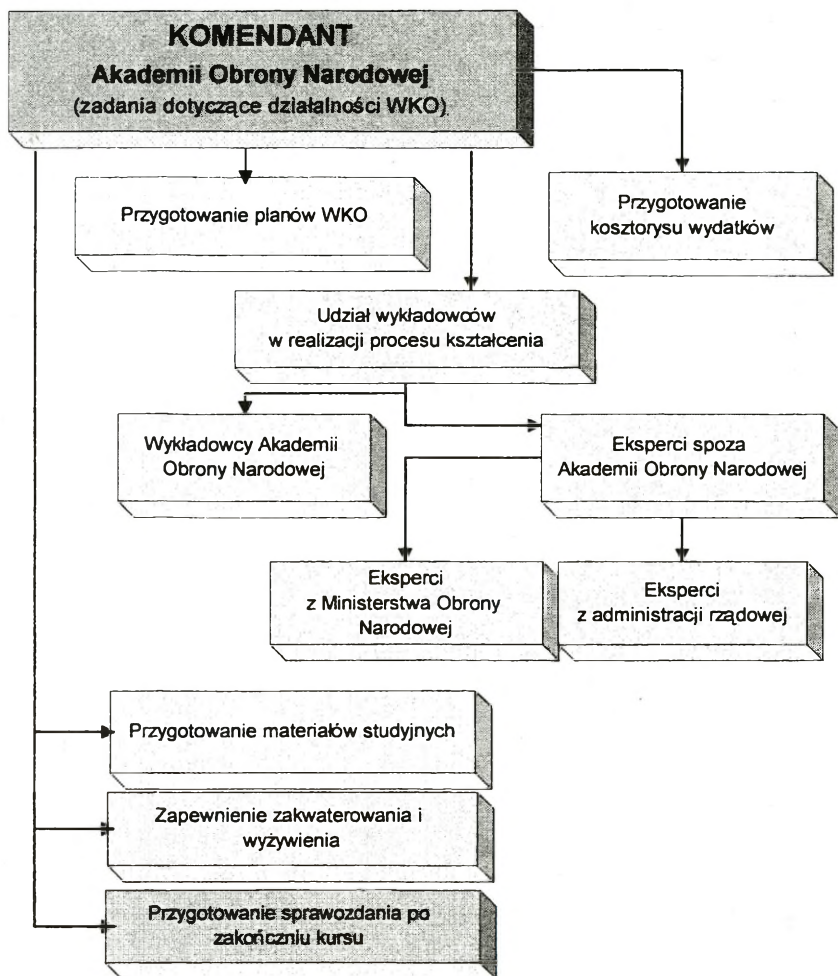 KOMENDANT
Akademii Obrony Narodowej
(zadania dotyczące działalności WKO)
Przygotowanie planów WKO
Przygotowanie
kosztorysu wydatków
Udział wykładowców
w realizacji procesu kształcenia
Wykładowcy Akademii
Obrony Narodowej
Eksperci spoza
Akademii Obrony Narodowej
Eksperci
z Ministerstwa Obrony
Narodowej
Eksperci
z administracji rządowej
Przygotowanie materiałów studyjnych
Zapewnienie zakwaterowania i
wyżywienia
Przygotowanie sprawozdania po
zakończniu kursu